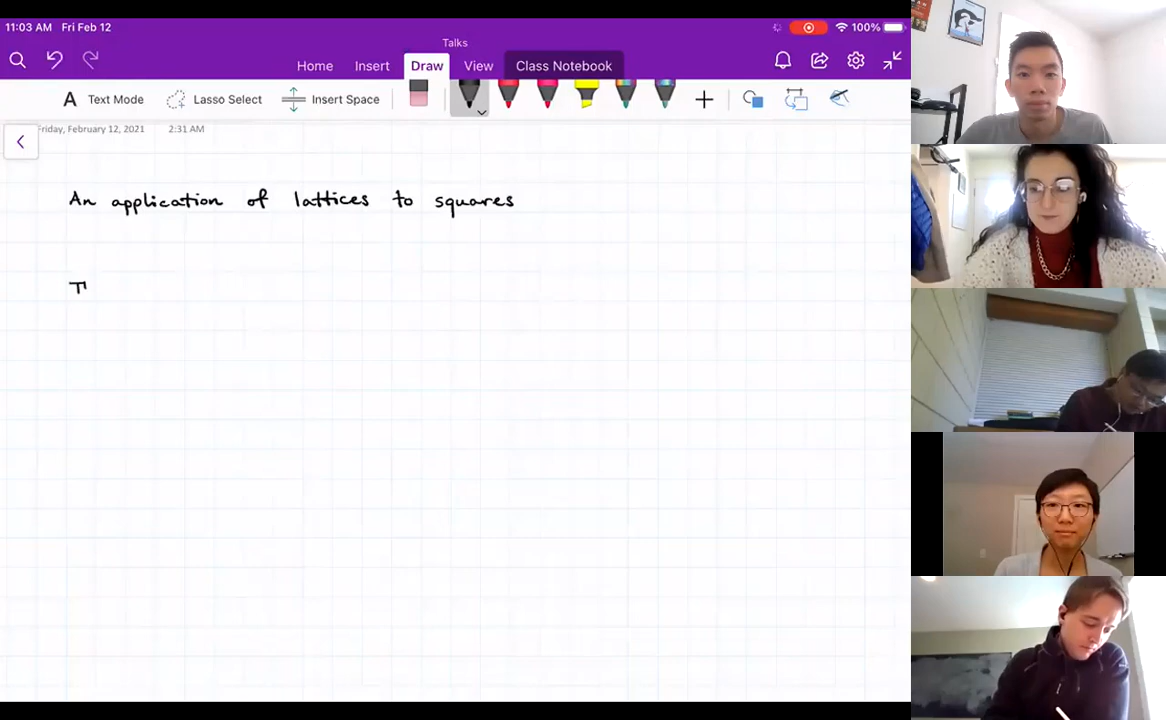 11:03 AM Fri Feb 12
100%
Talks
Home Insert Draw View Class Notebook
A Text Mode Lasso Select Insert Space
Friday, February 12, 2021 2:31 AM
An application of lattices to squares
T